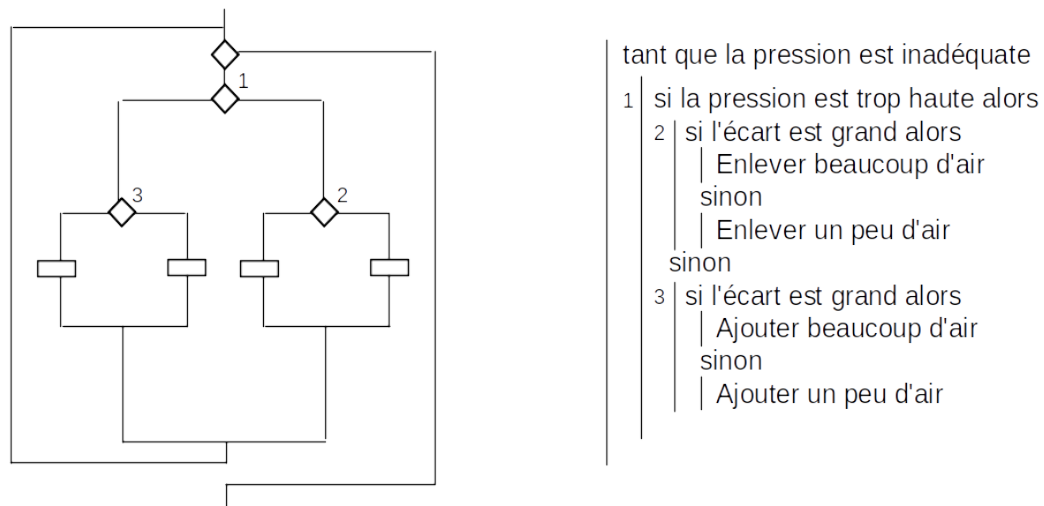 1
3
2
tant que la pression est inadéquate
1 si la pression est trop haute alors
2 si l'écart est grand alors
Enlever beaucoup d'air
sinon
Enlever un peu d'air
sinon
3 si l'écart est grand alors
Ajouter beaucoup d'air
sinon
Ajouter un peu d'air